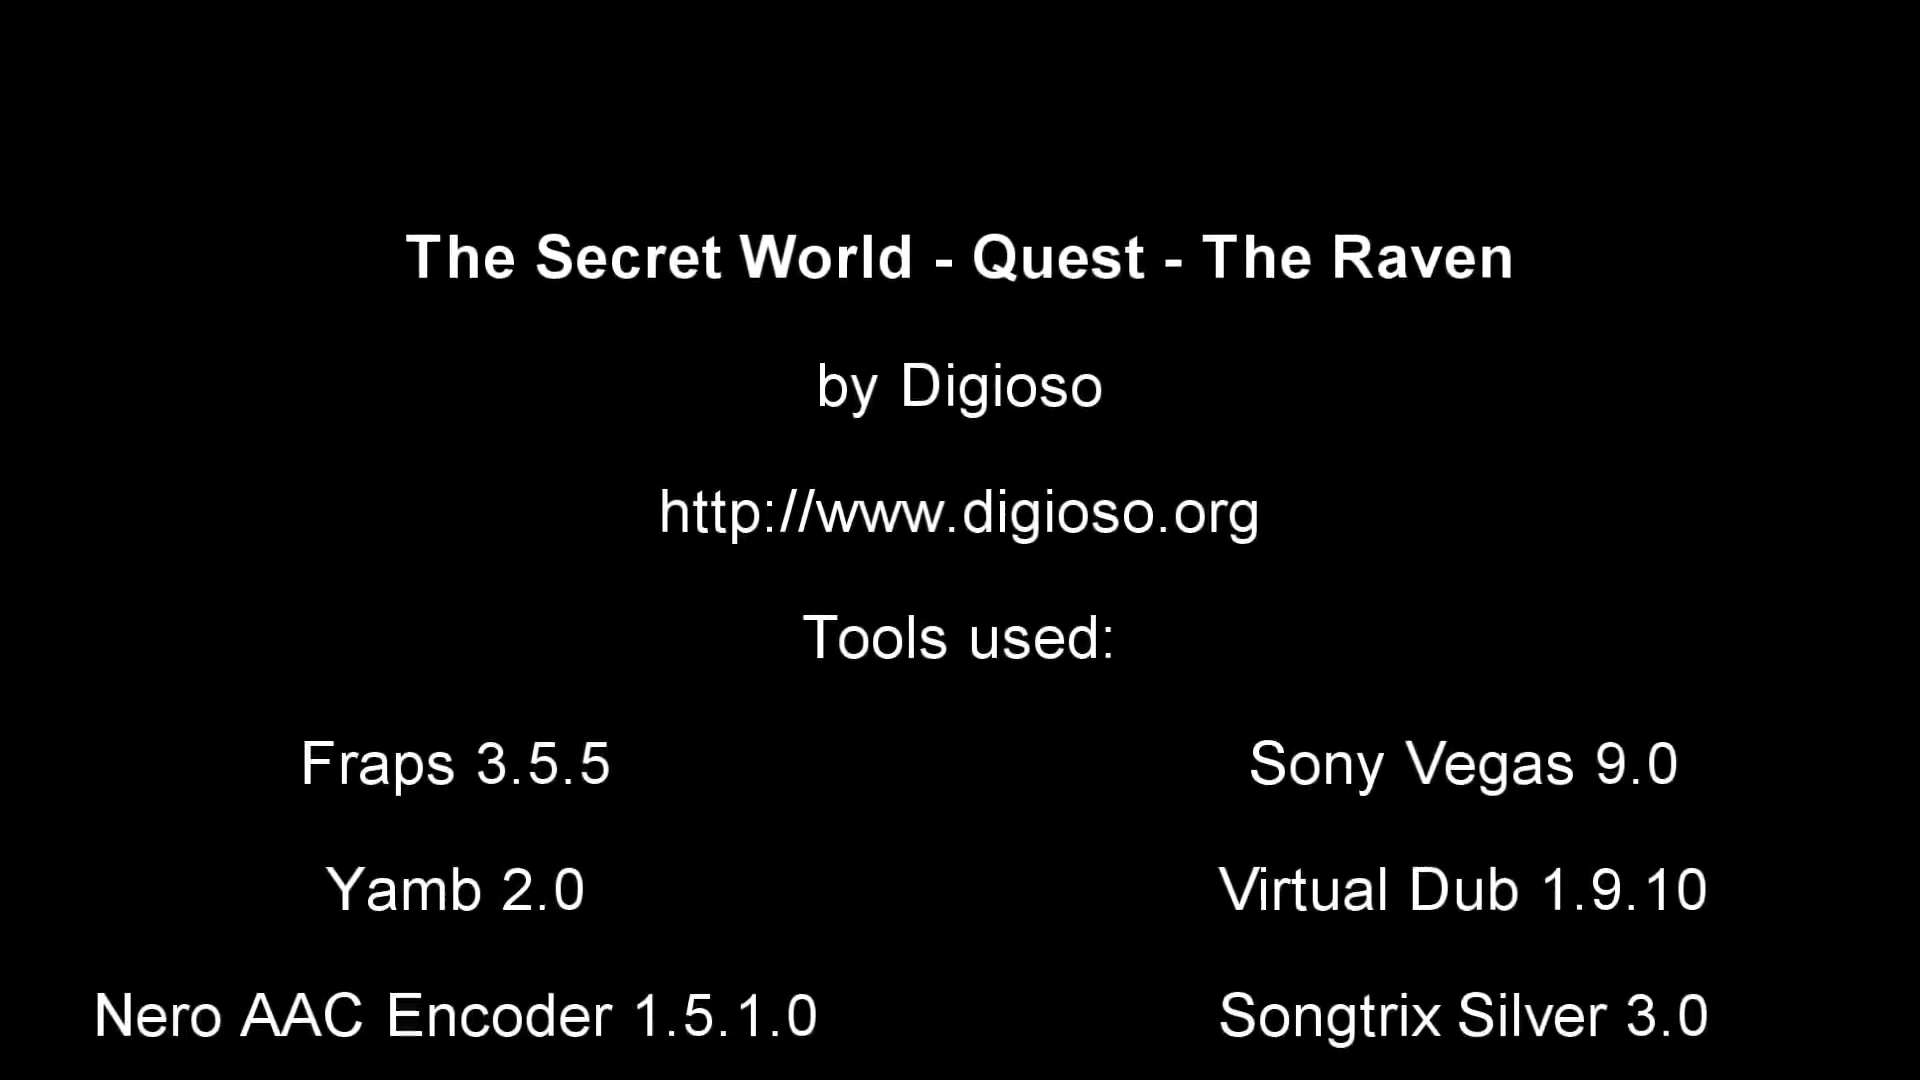 The Secret World - Quest - The Raven
by Digioso
http://www.digioso.org
Tools used:
Fraps 3.5.5 Sony Vegas 9.0
Yamb 2.0 Virtual Dub 1.9.10
Nero AAC Encoder 1.5.1.0 Songtrix Silver 3.0